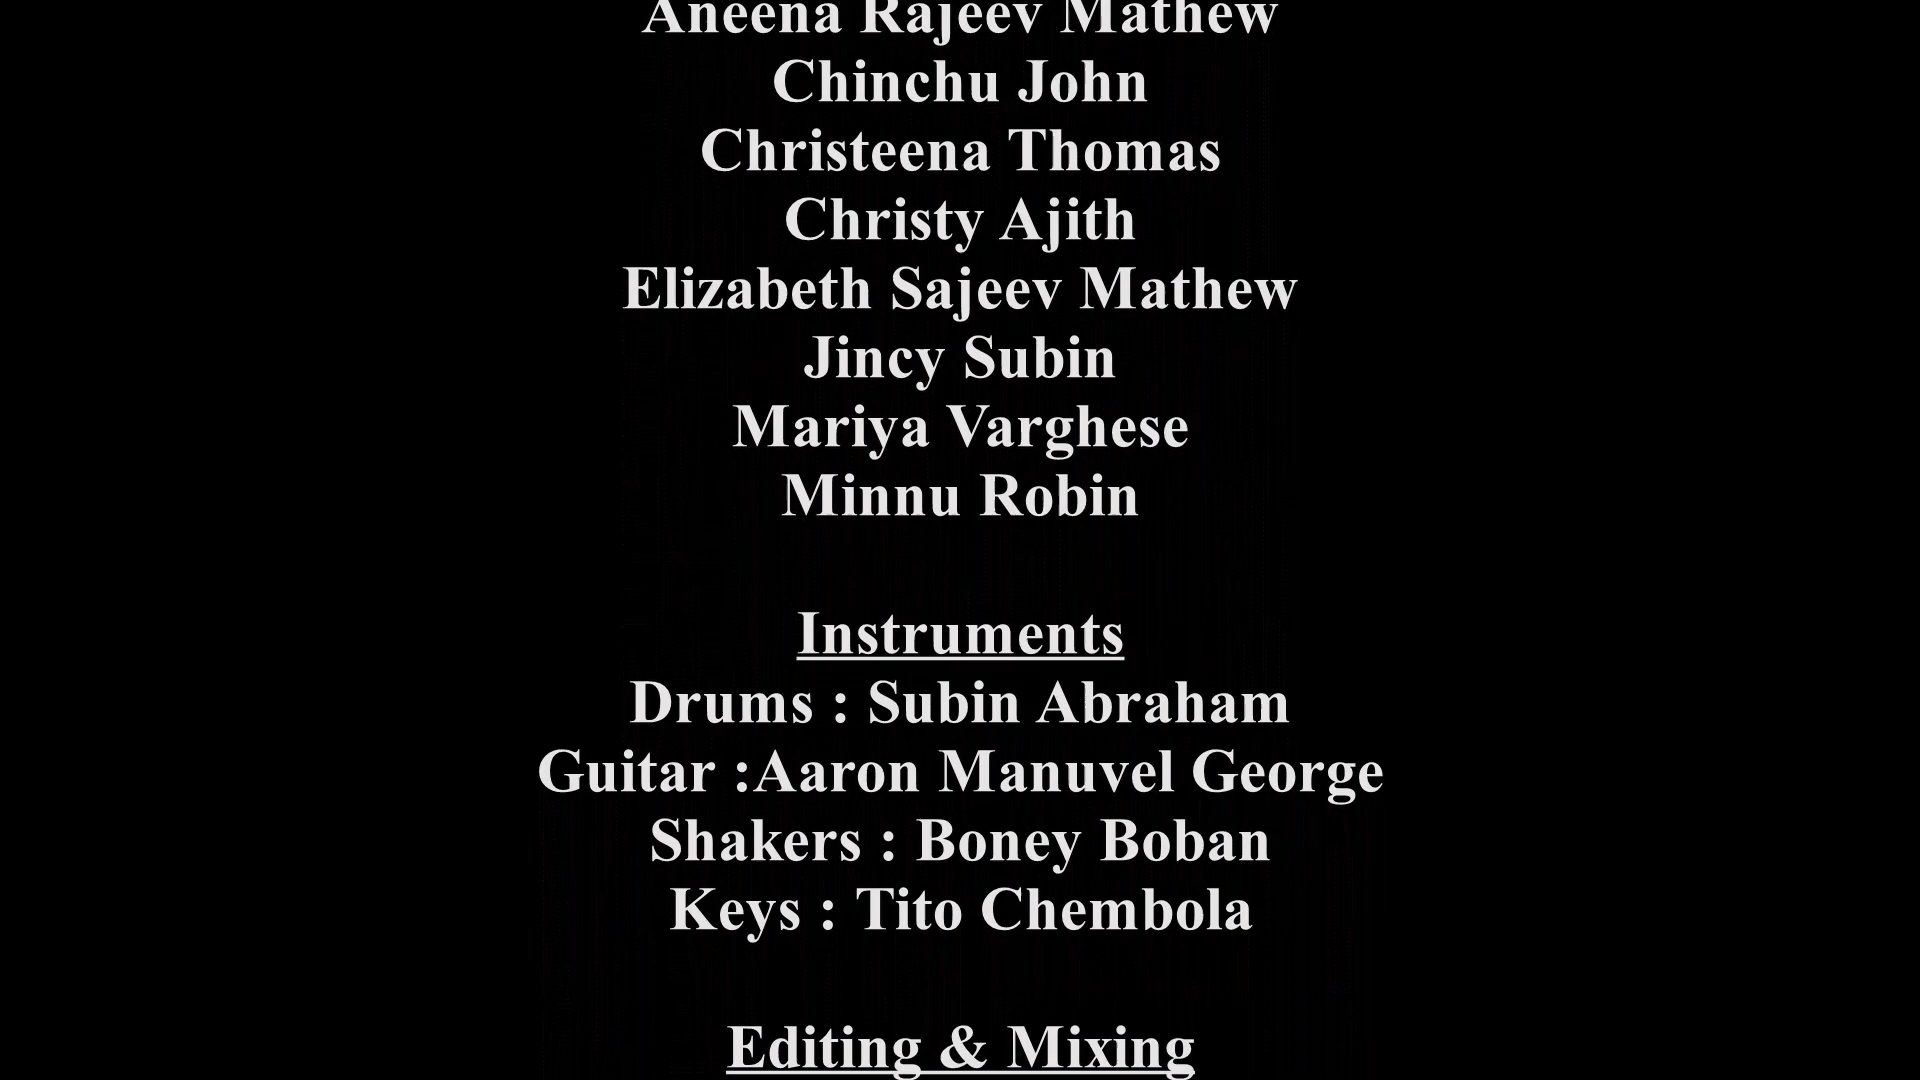 Aneena Rajeev Mathew
Chinchu John
Christeena Thomas
Christy Ajith
Elizabeth Sajeev Mathew
Jincy Subin
Mariya Varghese
Minnu Robin
Instruments
Drums : Subin Abraham
Guitar :Aaron Manuvel George
Shakers : Boney Boban
Keys : Tito Chembola
Editing & Mixing